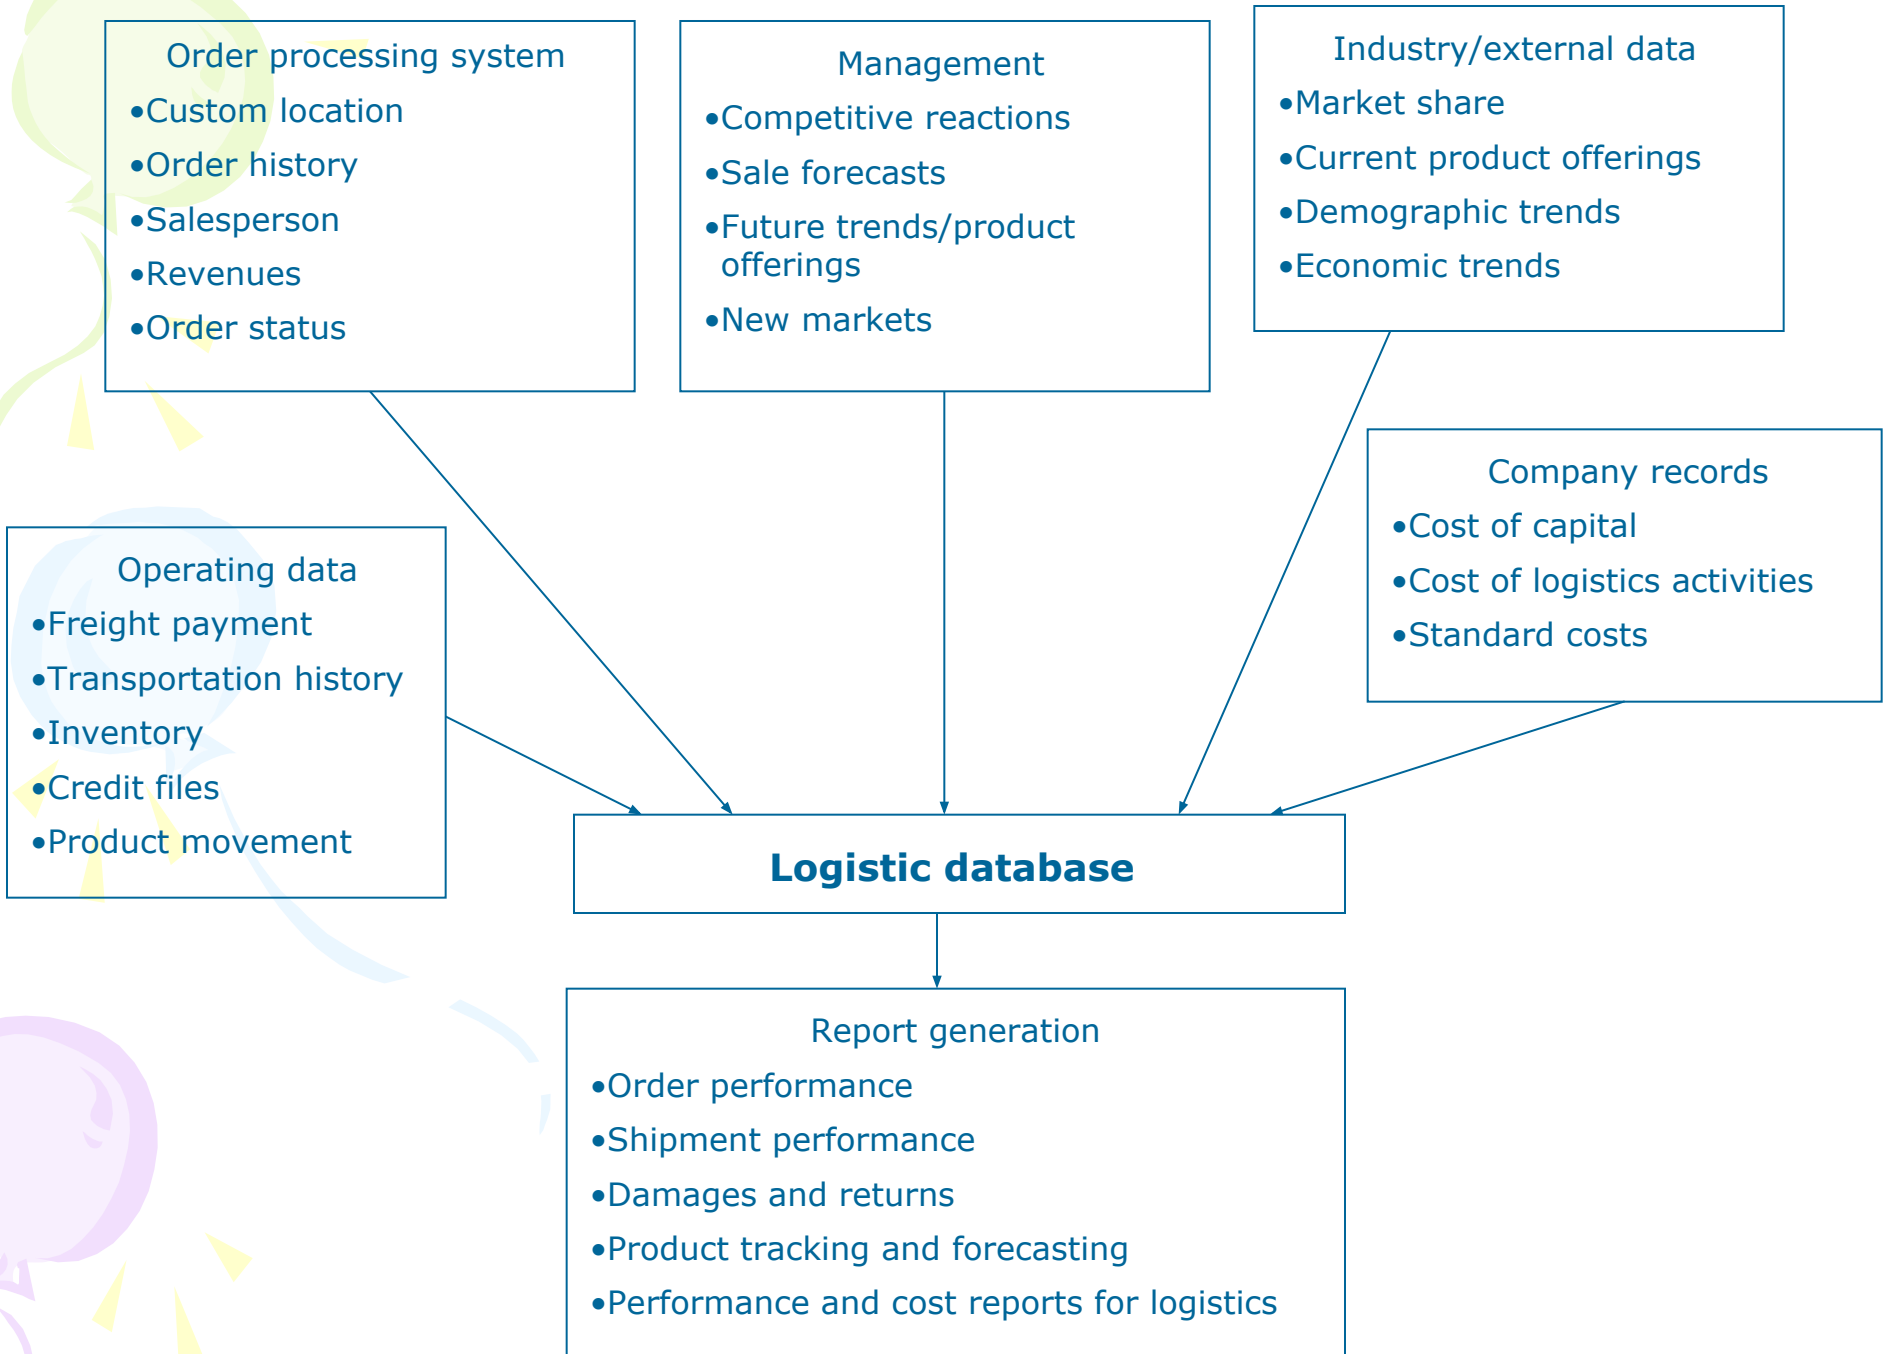 Order processing system
•Custom location
•Order history
•Salesperson
•Revenues
•Order status
Management
•Competitive reactions
•Sale forecasts
•Future trends/product
offerings
•New markets
Industry/external data
•Market share
•Current product offerings
•Demographic trends
•Economic trends
Company records
•Cost of capital
•Cost of logistics activities
•Standard costs
Operating data
•Freight payment
•Transportation history
•Inventory
•Credit files
•Product movement
Logistic database
Report generation
•Order performance
•Shipment performance
•Damages and returns
•Product tracking and forecasting
•Performance and cost reports for logistics